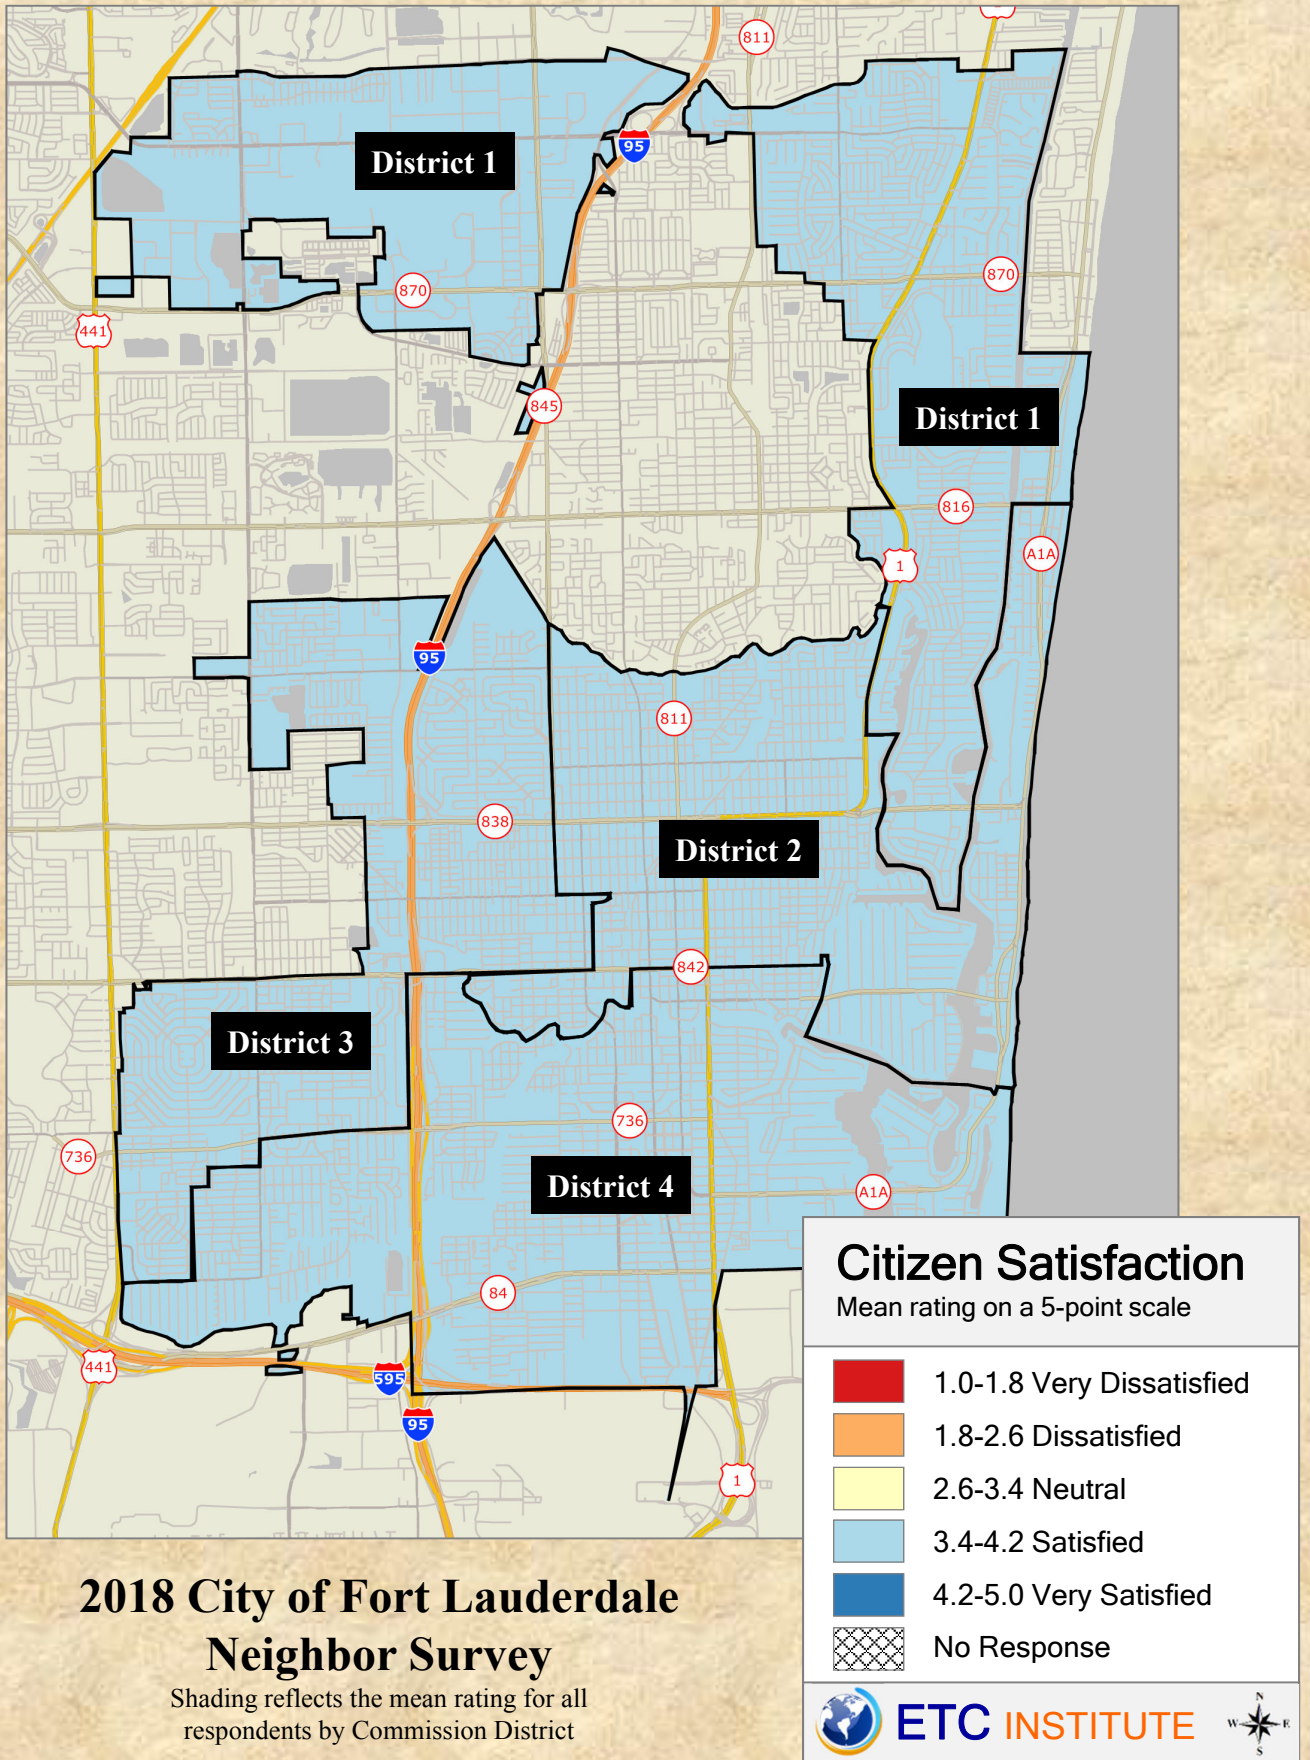 811
95
District 1
870
870
441
845
District 1
816
A1A
1
95
811
838
District 2
842
District 3
736
736
District 4
A1A
84
441
595
95
1
Citizen Satisfaction
Mean rating on a 5-point scale
1.0-1.8 Very Dissatisfied
1.8-2.6 Dissatisfied
2.6-3.4 Neutral
3.4-4.2 Satisfied
4.2-5.0 Very Satisfied
No Response
2018 City of Fort Lauderdale
Neighbor Survey
Shading reflects the mean rating for all
respondents by Commission District
ETC INSTITUTE
N
W E
S